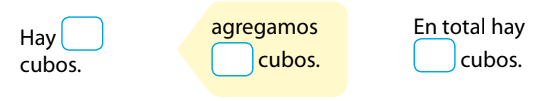 Hay
cubos.
agregamos
cubos.
En total hay
cubos.